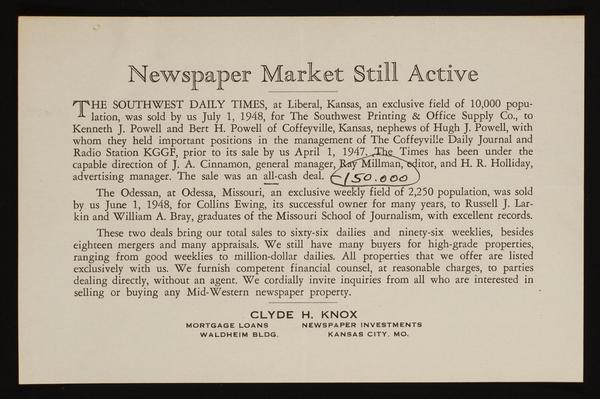 Newspaper Market Still Active
THE SOUTHWEST DAILY TIMES, at Liberal, Kansas, an exclusive field of 10,000 popu-
lation, was sold by us July 1, 1948, for The Southwest Printing & Office Supply Co., to
Kenneth J. Powell and Bert H. Powell of Coffeyville, Kansas, nephews of Hugh J. Powell, with
whom they held important positions in the management of The Coffeyville Daily Journal and
Radio Station KGGF, prior to its sale by us April 1, 1947. The Times has been under the
capable direction of J. A. Cinnamon, general manager, Ray Millman, editor, and H. R. Holliday,
advertising manager. The sale was an all-cash deal. 150.000
The Odessan, at Odessa, Missouri, an exclusive weekly field of 2,250 population, was sold
by us June 1, 1948, for Collins Ewing, its successful owner for many years, to Russell J. Lar-
kin and William A. Bray, graduates of the Missouri School of Journalism, with excellent records.
These two deals bring our total sales to sixty-six dailies and ninety-six weeklies, besides
eighteen mergers and many appraisals. We still have many buyers for high-grade properties,
ranging from good weeklies to million-dollar dailies. All properties that we offer are listed
exclusively with us. We furnish competent financial counsel, at reasonable charges, to parties
dealing directly, without an agent. We cordially invite inquiries from all who are interested in
selling or buying any Mid-Western newspaper property.
CLYDE H. KNOX
MORTGAGE LOANS NEWSPAPER INVESTMENTS
WALDHEIM BLDG. KANSAS CITY, MO.